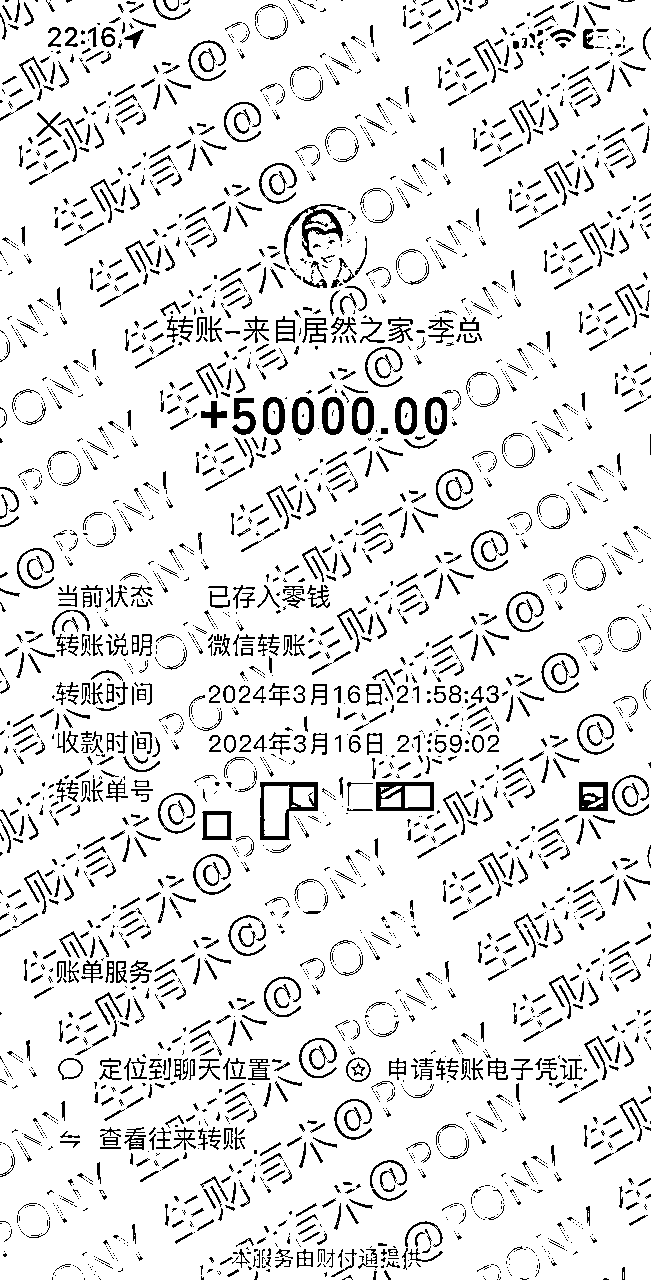 22:16
转账-来自居然之家-李总
+50000.00
当前状态 已存入零钱
转账说明 微信转账
转账时间 2024年3月16日 21:58:43
收款时间 2024年3月16日 21:59:02
转账单号
账单服务
定位到聊天位置 申请转账电子凭证
查看往来转账
本服务由财付通提供
生财有术@PONY